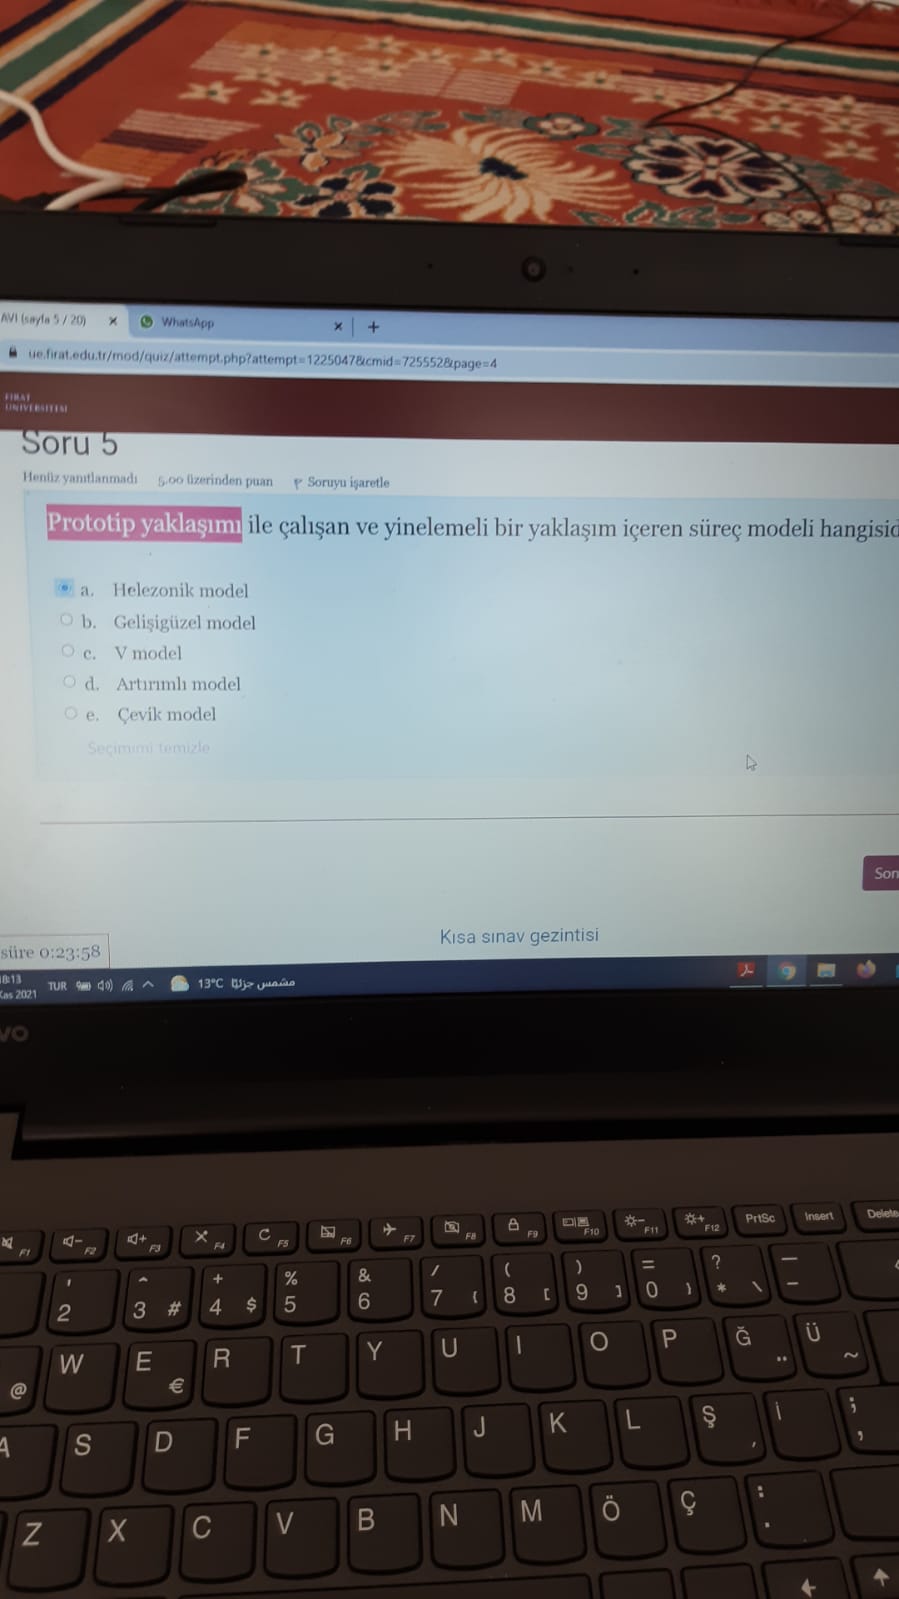 AVI (sayfa 5 / 20)
WhatsApp
ue.firat.edu.tr/mod/quiz/attempt.php?attempt=1225047&cmid=725552&page=4
FIRAT
ÜNİVERSİTESİ
Soru 5
Henüz yanıtlanmadı 5,00 üzerinden puan Soruyu işaretle
Prototip yaklaşımı ile çalışan ve yinelemeli bir yaklaşım içeren süreç modeli hangisid
a. Helezonik model
b. Gelişigüzel model
c. V model
d. Artırımlı model
e. Çevik model
Seçimimi temizle
Son
Kısa sınav gezintisi
süre 0:23:58
8:13
Kas 2021
TUR
13°C مشمس جزئيًا
VO
F1 F2 F3 F4 F5 F6 F7 F8 F9 F10 F11 F12 PrtSc Insert Delete
' ^ + % & / ( ) = ? _
2 3 # 4 $ 5 6 7 { 8 [ 9 ] 0 } * \ -
W E R T Y U I O P Ğ Ü
@ € ¨ ~
A S D F G H J K L Ş İ ;
´ ,
Z X C V B N M Ö Ç :
.